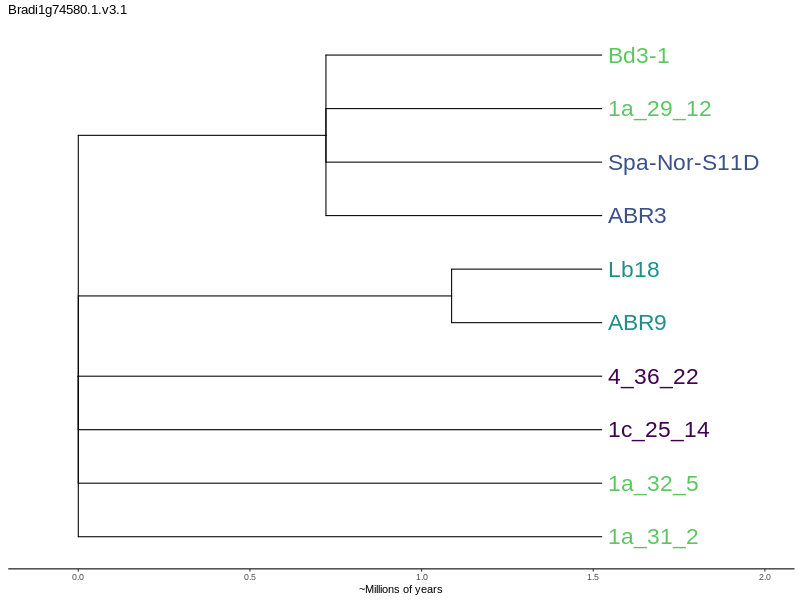 Bradi1g74580.1.v3.1
Bd3-1
1a_29_12
Spa-Nor-S11D
ABR3
Lb18
ABR9
4_36_22
1c_25_14
1a_32_5
1a_31_2
0.0 0.5 1.0 1.5 2.0
~Millions of years